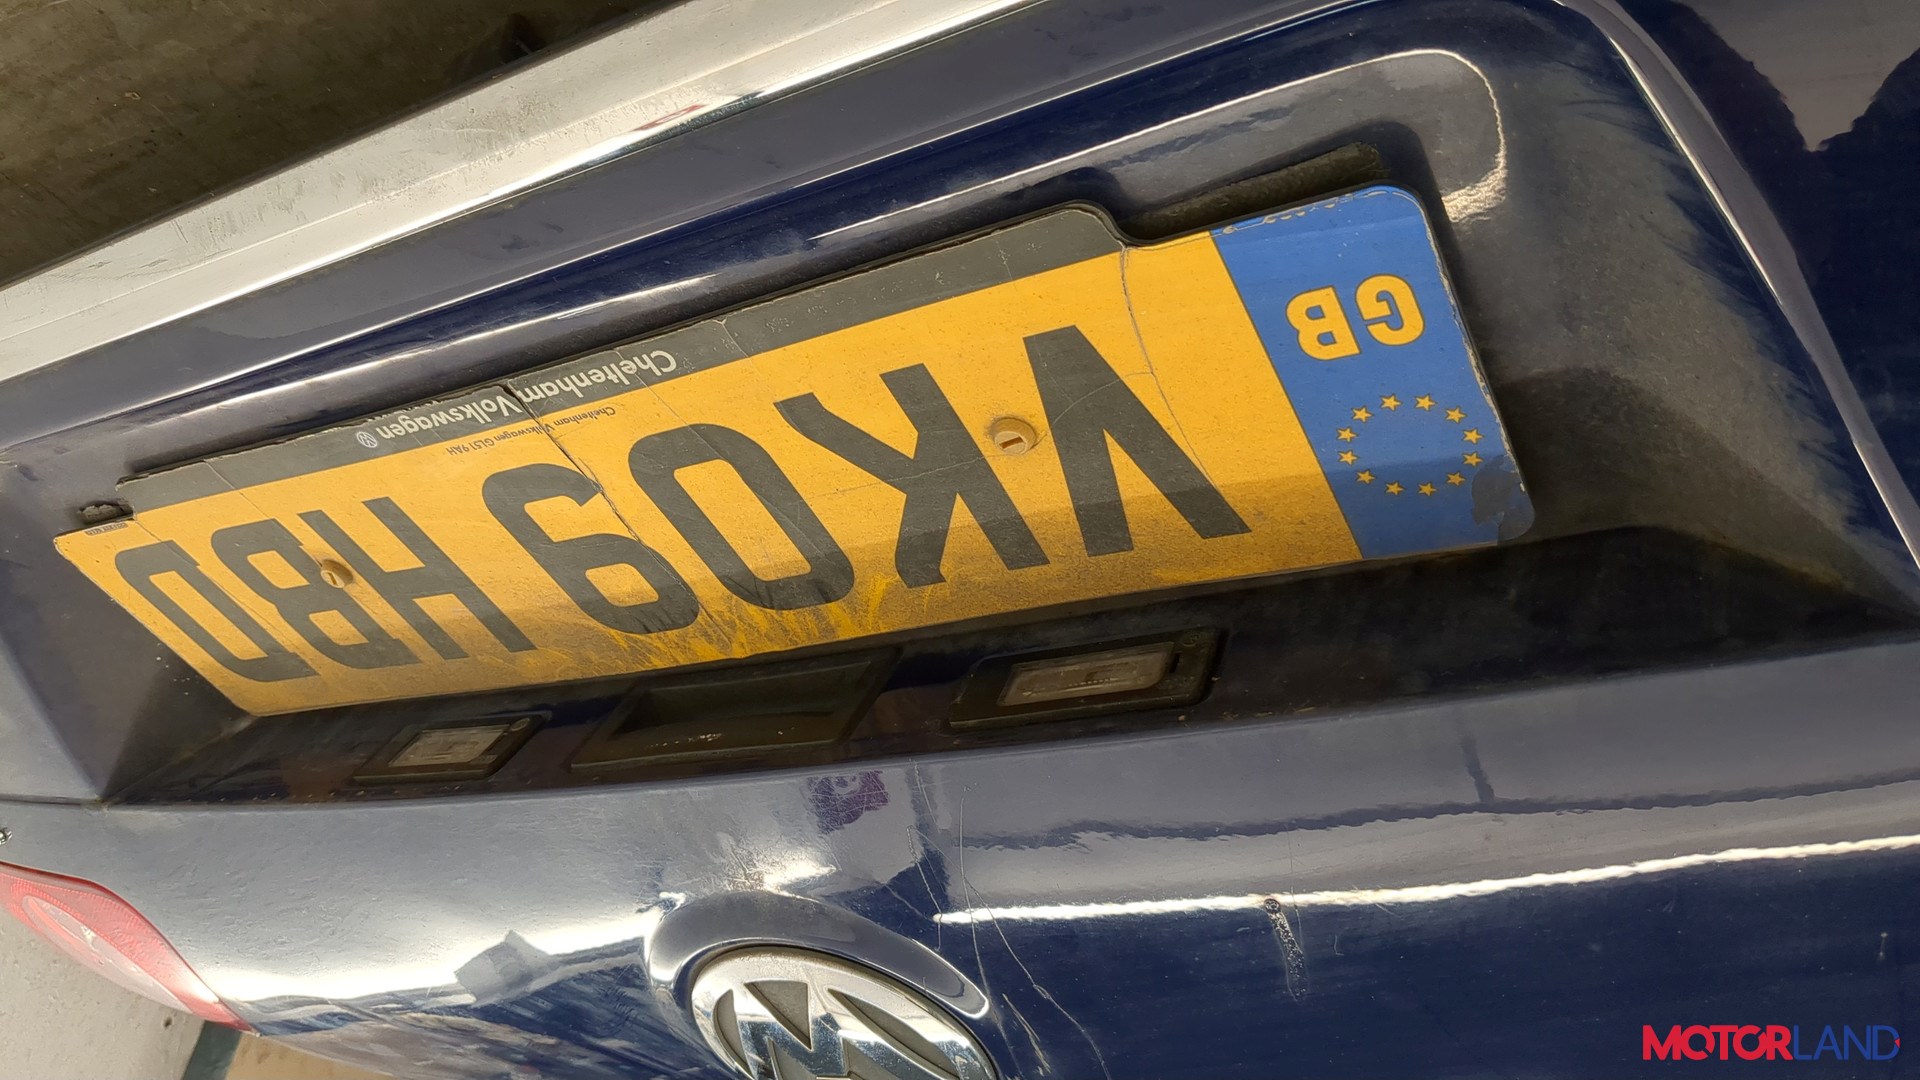 GB
VK09 HBD
Cheltenham Volkswagen GL51 9AH
Cheltenham Volkswagen
MOTORLAND